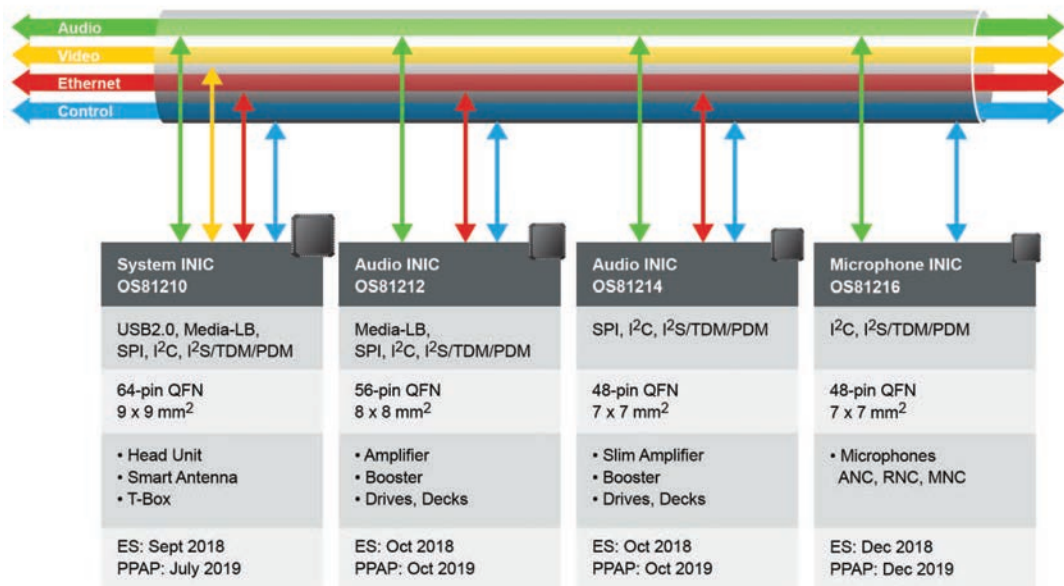 Audio
Video
Ethernet
Control
System INIC
OS81210
USB2.0, Media-LB,
SPI, I²C, I²S/TDM/PDM
64-pin QFN
9 x 9 mm²
• Head Unit
• Smart Antenna
• T-Box
ES: Sept 2018
PPAP: July 2019
Audio INIC
OS81212
Media-LB,
SPI, I²C, I²S/TDM/PDM
56-pin QFN
8 x 8 mm²
• Amplifier
• Booster
• Drives, Decks
ES: Oct 2018
PPAP: Oct 2019
Audio INIC
OS81214
SPI, I²C, I²S/TDM/PDM
48-pin QFN
7 x 7 mm²
• Slim Amplifier
• Booster
• Drives, Decks
ES: Oct 2018
PPAP: Oct 2019
Microphone INIC
OS81216
I²C, I²S/TDM/PDM
48-pin QFN
7 x 7 mm²
• Microphones
ANC, RNC, MNC
ES: Dec 2018
PPAP: Dec 2019